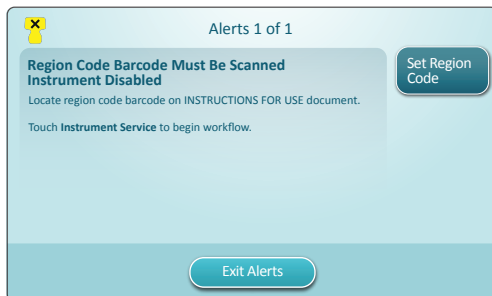 Alerts 1 of 1
Region Code Barcode Must Be Scanned
Instrument Disabled
Locate region code barcode on INSTRUCTIONS FOR USE document.
Touch Instrument Service to begin workflow.
Set Region
Code
Exit Alerts